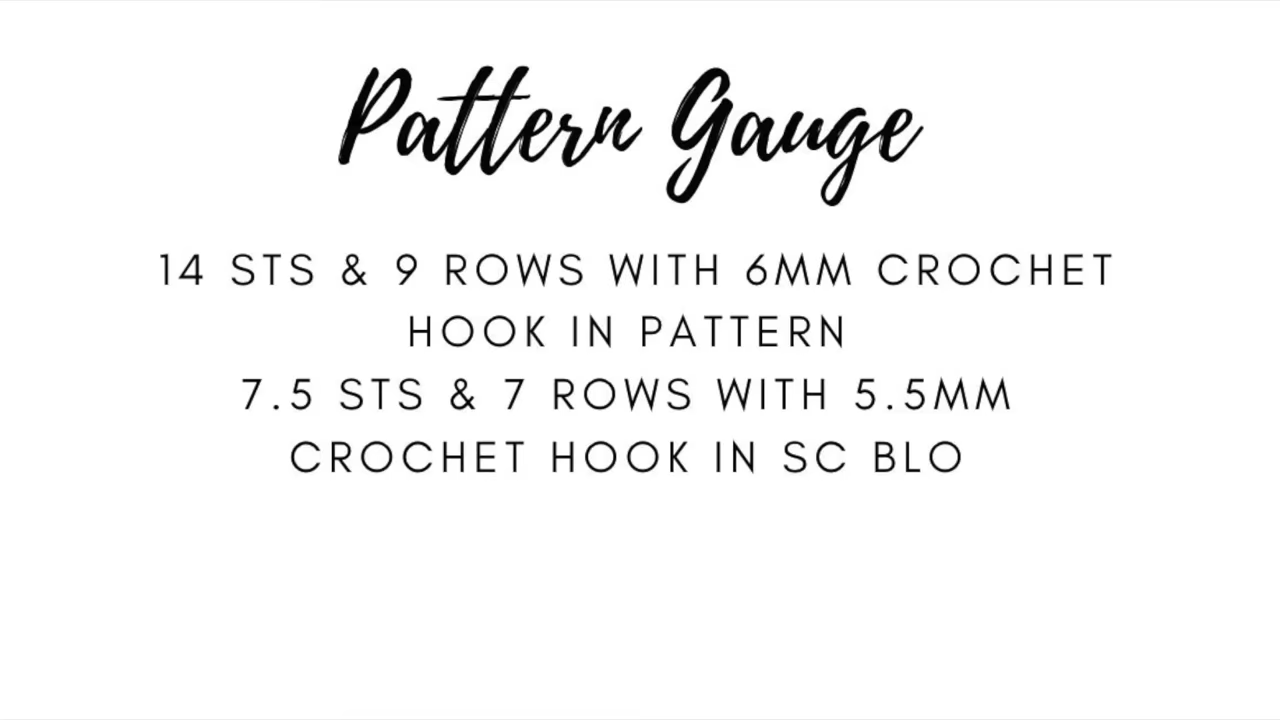 Pattern Gauge
14 STS & 9 ROWS WITH 6MM CROCHET
HOOK IN PATTERN
7.5 STS & 7 ROWS WITH 5.5MM
CROCHET HOOK IN SC BLO